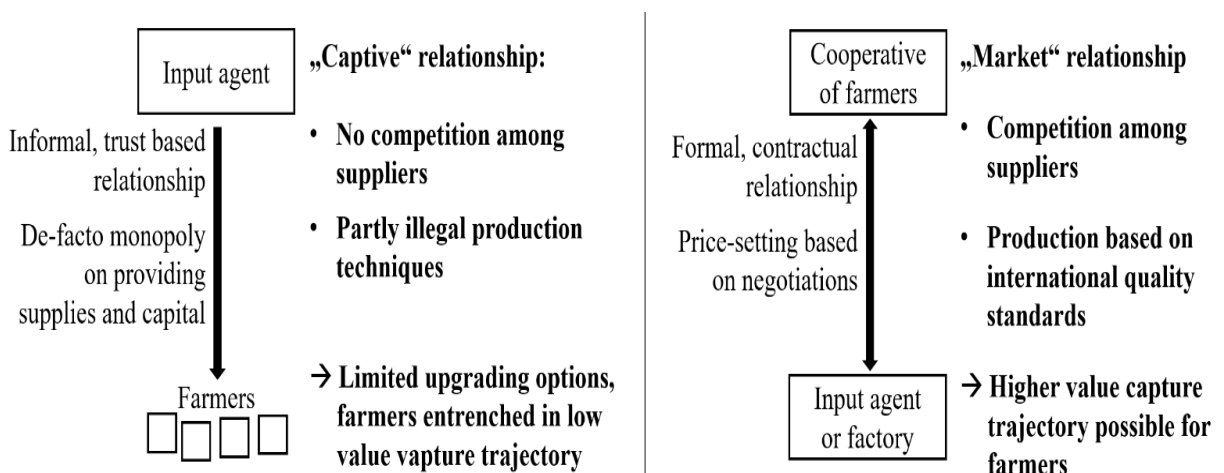 Input agent
„Captive“ relationship:
Informal, trust based
relationship
• No competition among
suppliers
De-facto monopoly
on providing
supplies and capital
• Partly illegal production
techniques
Farmers
→ Limited upgrading options,
farmers entrenched in low
value vapture trajectory
Cooperative
of farmers
„Market“ relationship
Formal, contractual
relationship
• Competition among
suppliers
Price-setting based
on negotiations
• Production based on
international quality
standards
Input agent
or factory
→ Higher value capture
trajectory possible for
farmers